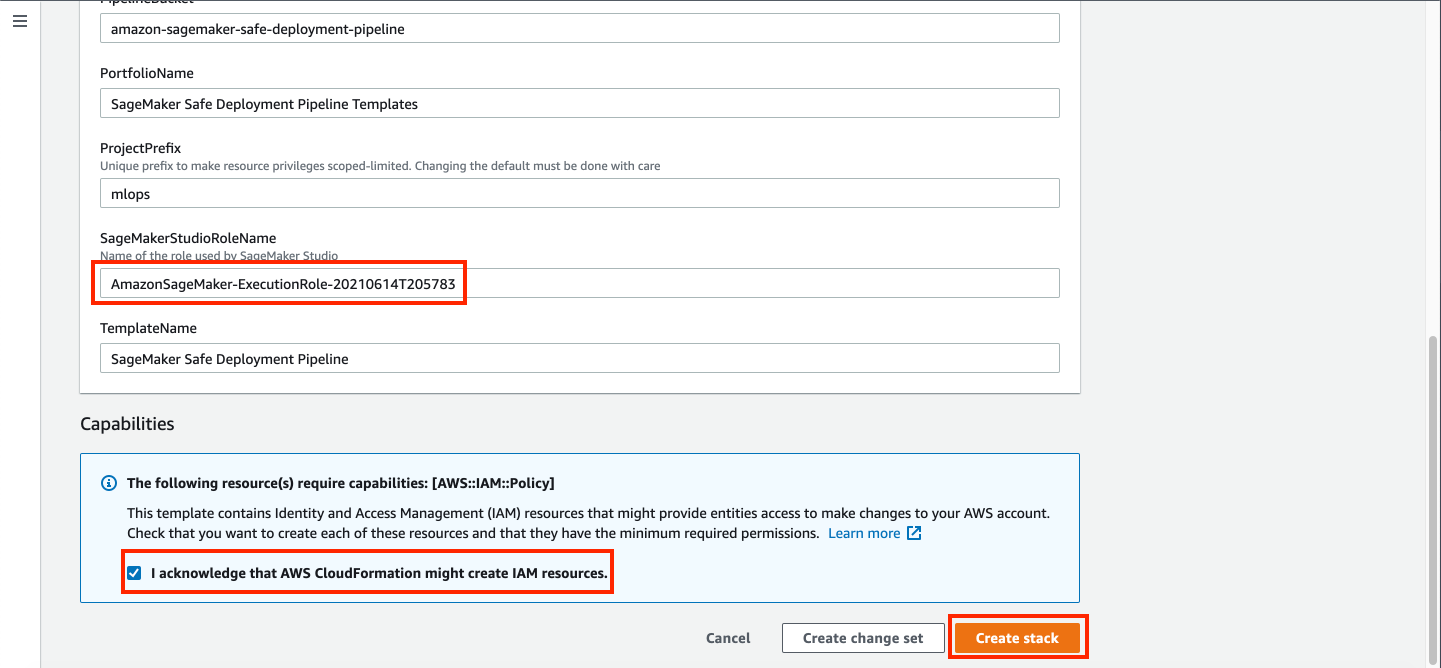 PipelineBucket
amazon-sagemaker-safe-deployment-pipeline
PortfolioName
SageMaker Safe Deployment Pipeline Templates
ProjectPrefix
Unique prefix to make resource privileges scoped-limited. Changing the default must be done with care
mlops
SageMakerStudioRoleName
Name of the role used by SageMaker Studio
AmazonSageMaker-ExecutionRole-20210614T205783
TemplateName
SageMaker Safe Deployment Pipeline
Capabilities
The following resource(s) require capabilities: [AWS::IAM::Policy]
This template contains Identity and Access Management (IAM) resources that might provide entities access to make changes to your AWS account.
Check that you want to create each of these resources and that they have the minimum required permissions. Learn more
I acknowledge that AWS CloudFormation might create IAM resources.
Cancel Create change set Create stack